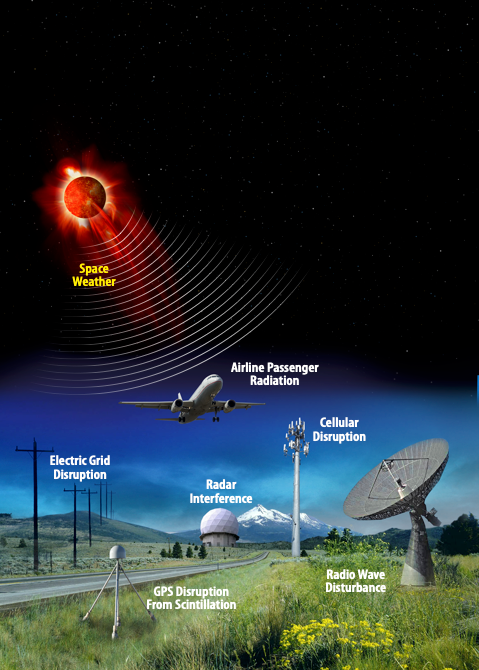 Space
Weather
Airline Passenger
Radiation
Cellular
Disruption
Electric Grid
Disruption
Radar
Interference
GPS Disruption
From Scintillation
Radio Wave
Disturbance